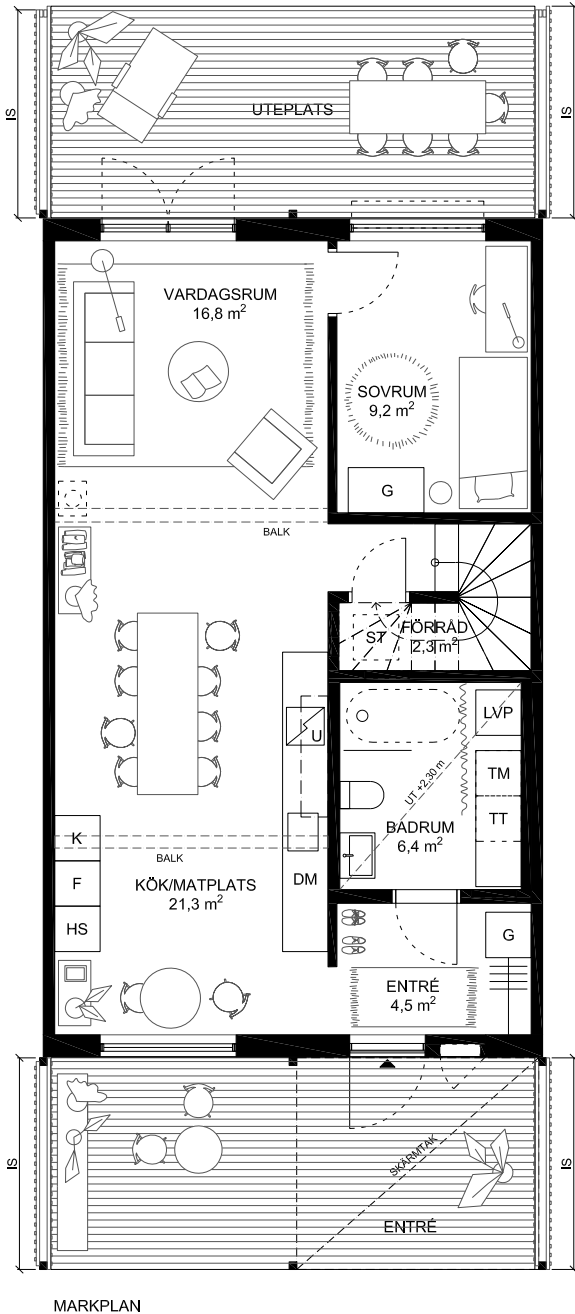 IS
IS
UTEPLATS
VARDAGSRUM
16,8 m²
SOVRUM
9,2 m²
G
BALK
ST
FÖRRÅD
2,3 m²
LVP
U
TM
UT +2,30 m
TT
BADRUM
6,4 m²
K
BALK
F
DM
KÖK/MATPLATS
21,3 m²
HS
G
ENTRÉ
4,5 m²
IS
SKÄRMTAK
IS
ENTRÉ
MARKPLAN